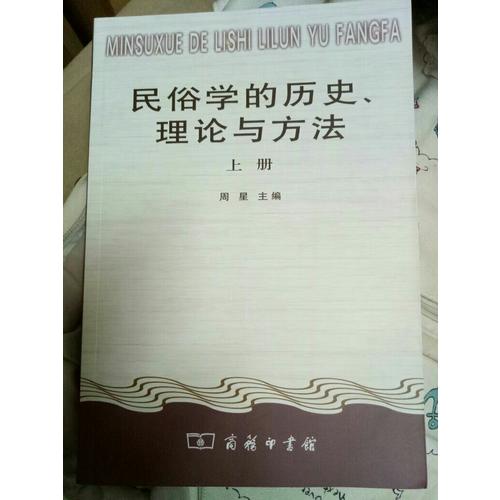 MINSUXUE DE LISHI LILUN YU FANGFA
民俗学的历史、
理论与方法
上 册
周 星 主编
商務印書館